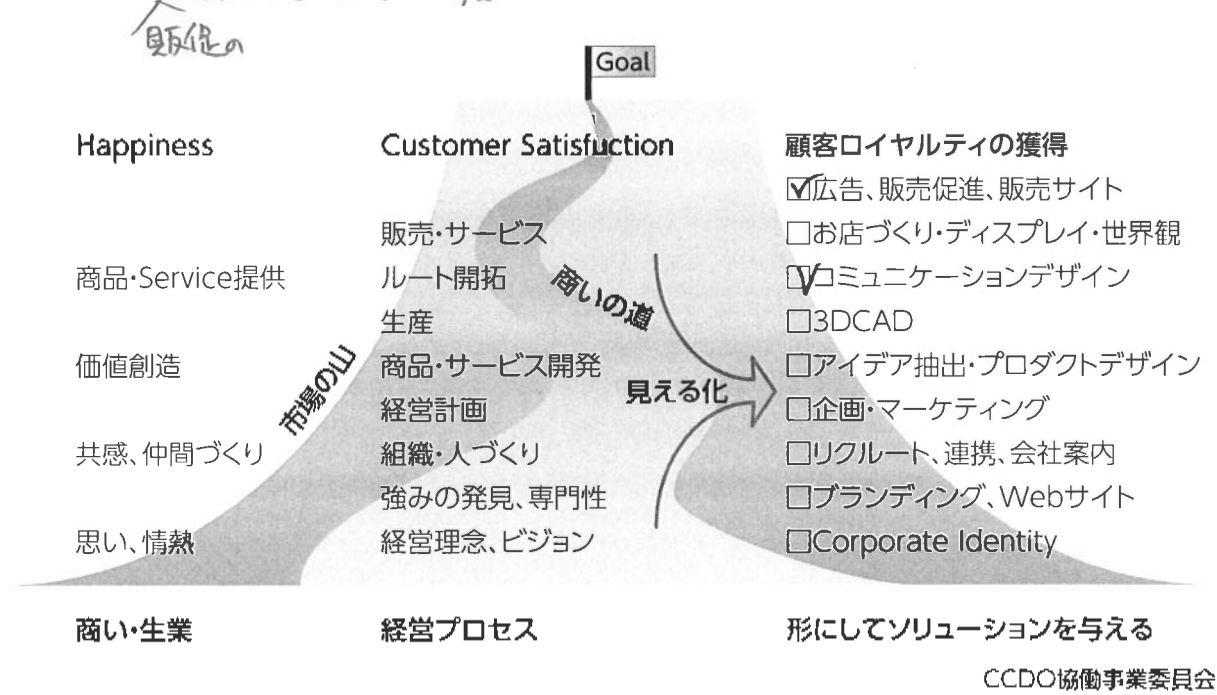 販促の
Goal
Happiness
Customer Satisfuction
顧客ロイヤルティの獲得
☑広告、販売促進、販売サイト
販売・サービス
□お店づくり・ディスプレイ・世界観
商品・Service提供
ルート開拓
商いの道
☑コミュニケーションデザイン
生産
□3DCAD
価値創造
市場の山
商品・サービス開発
見える化
□アイデア抽出・プロダクトデザイン
経営計画
□企画・マーケティング
共感、仲間づくり
組織・人づくり
□リクルート、連携、会社案内
強みの発見、専門性
□ブランディング、Webサイト
思い、情熱
経営理念、ビジョン
□Corporate Identity
商い・生業
経営プロセス
形にしてソリューションを与える
CCDO協働事業委員会